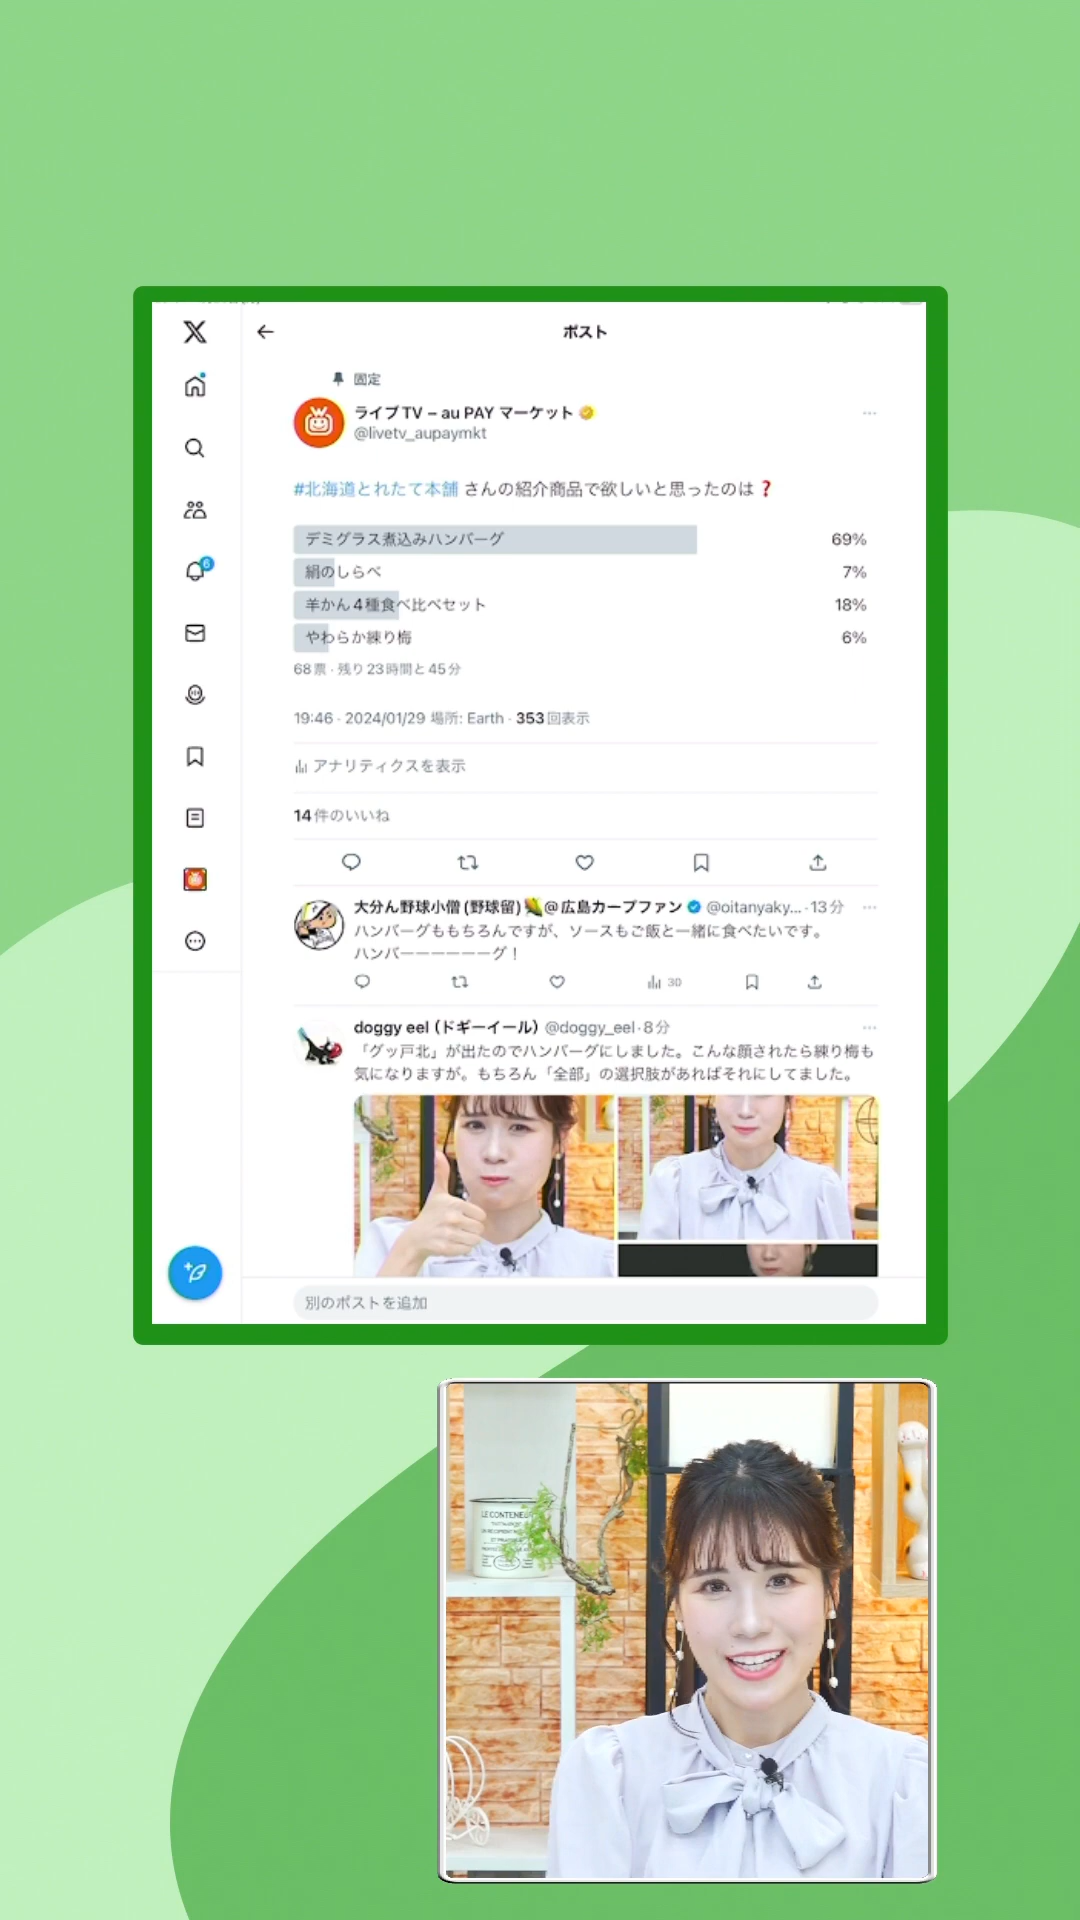 ポスト
固定
ライブTV – au PAY マーケット
@livetv_aupaymkt
#北海道とれたて本舗 さんの紹介商品で欲しいと思ったのは❓
デミグラス煮込みハンバーグ 69%
絹のしらべ 7%
羊かん4種食べ比べセット 18%
やわらか練り梅 6%
68票 · 残り23時間と45分
19:46 · 2024/01/29 場所: Earth · 353回表示
アナリティクスを表示
14件のいいね
6
大分ん野球小僧(野球留)🌽@広島カープファン @oitanyaky... · 13分
ハンバーグももちろんですが、ソースもご飯と一緒に食べたいです。
ハンバーーーーーーグ！
30
doggy eel (ドギーイール) @doggy_eel · 8分
「グッ戸北」が出たのでハンバーグにしました。こんな顔されたら練り梅も
気になりますが。もちろん「全部」の選択肢があればそれにしてました。
別のポストを追加
LE CONTENEUR